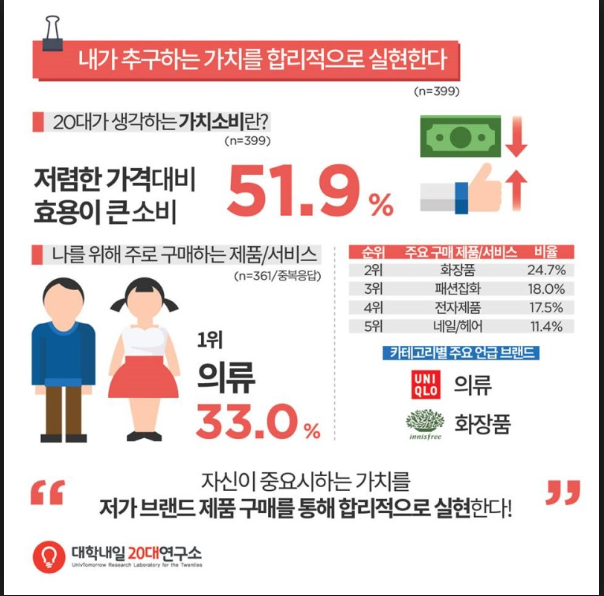 내가 추구하는 가치를 합리적으로 실현한다
(n=399)
20대가 생각하는 가치소비란?
(n=399)
저렴한 가격대비
효용이 큰 소비
51.9 %
나를 위해 주로 구매하는 제품/서비스
(n=361/중복응답)
1위
의류
33.0 %
순위 주요 구매 제품/서비스 비율
2위 화장품 24.7%
3위 패션잡화 18.0%
4위 전자제품 17.5%
5위 네일/헤어 11.4%
카테고리별 주요 언급 브랜드
UNI
QLO
의류
innisfree
화장품
“ 자신이 중요시하는 가치를
저가 브랜드 제품 구매를 통해 합리적으로 실현한다! ”
대학내일 20대연구소
UnivTomorrow Research Laboratory for the Twenties